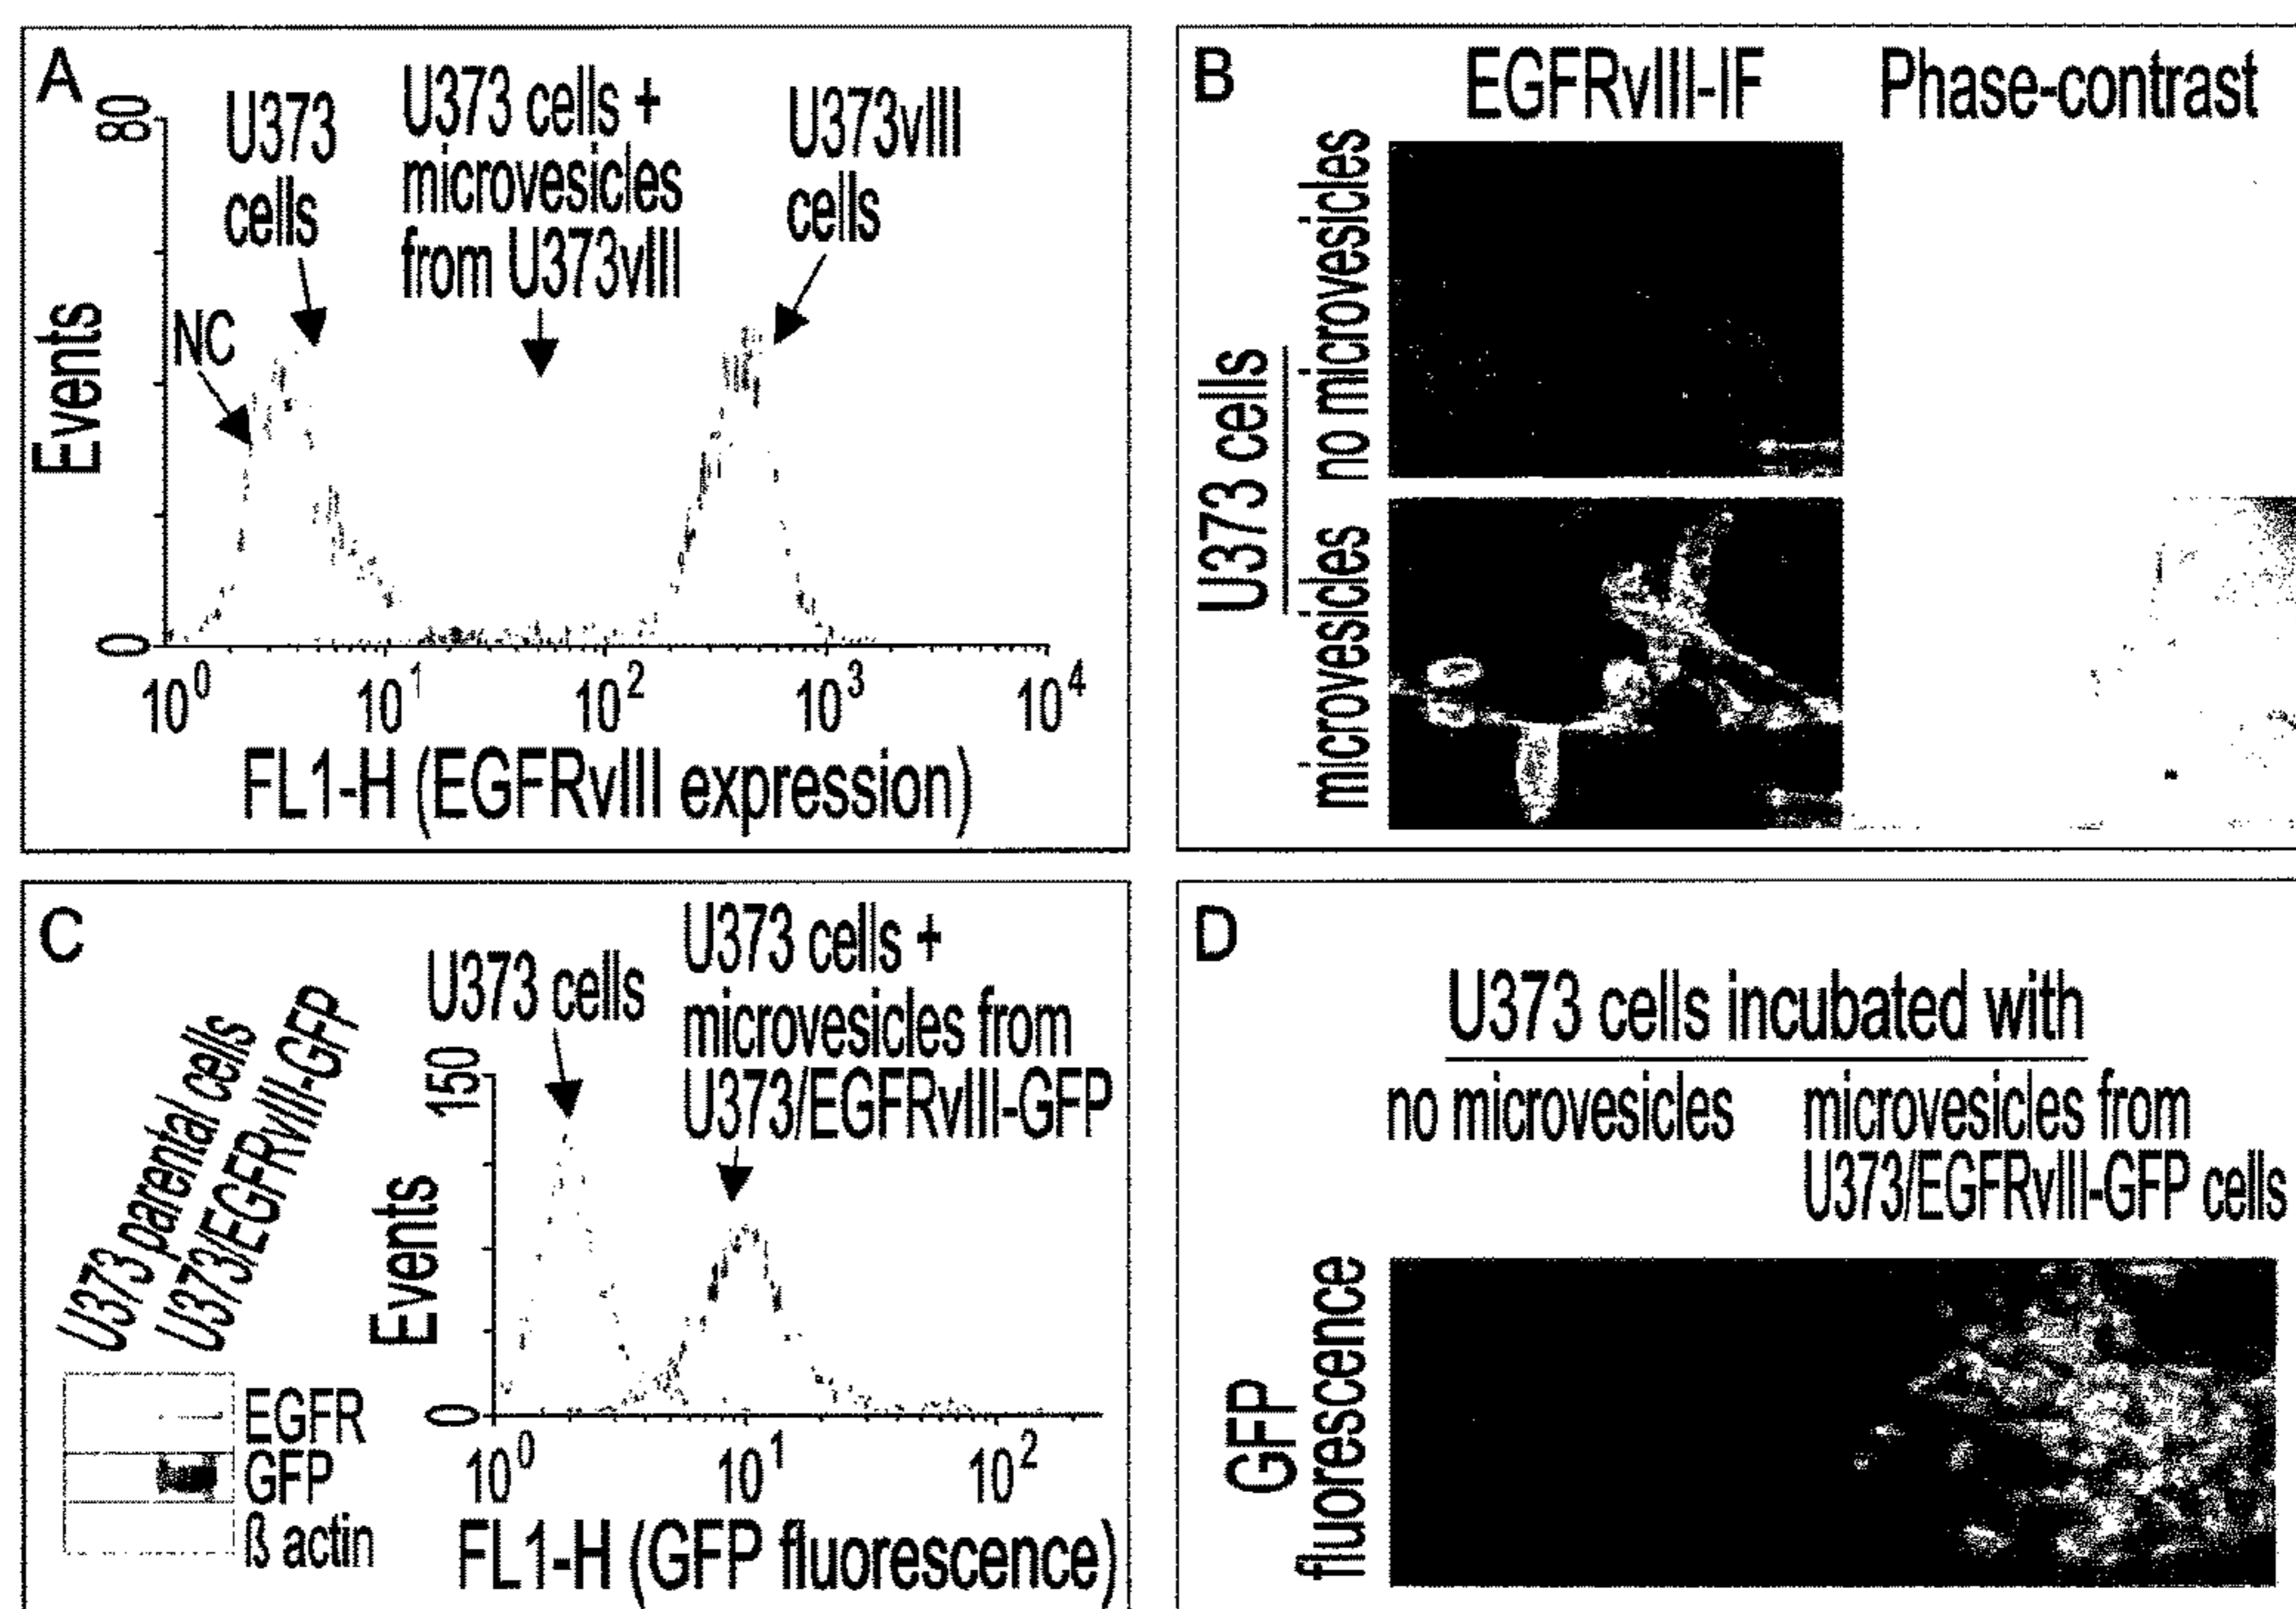 A
80
U373
cells
U373 cells +
microvesicles
from U373vIII
U373vIII
cells
NC
Events
0
10^0 10^1 10^2 10^3 10^4
FL1-H (EGFRvIII expression)
B
EGFRvIII-IF Phase-contrast
U373 cells
no microvesicles
microvesicles
C
U373 parental cells
U373/EGFRvIII-GFP
EGFR
GFP
ß actin
U373 cells
U373 cells +
microvesicles from
U373/EGFRvIII-GFP
150
Events
0
10^0 10^1 10^2
FL1-H (GFP fluorescence)
D
U373 cells incubated with
no microvesicles
microvesicles from
U373/EGFRvIII-GFP cells
GFP
fluorescence